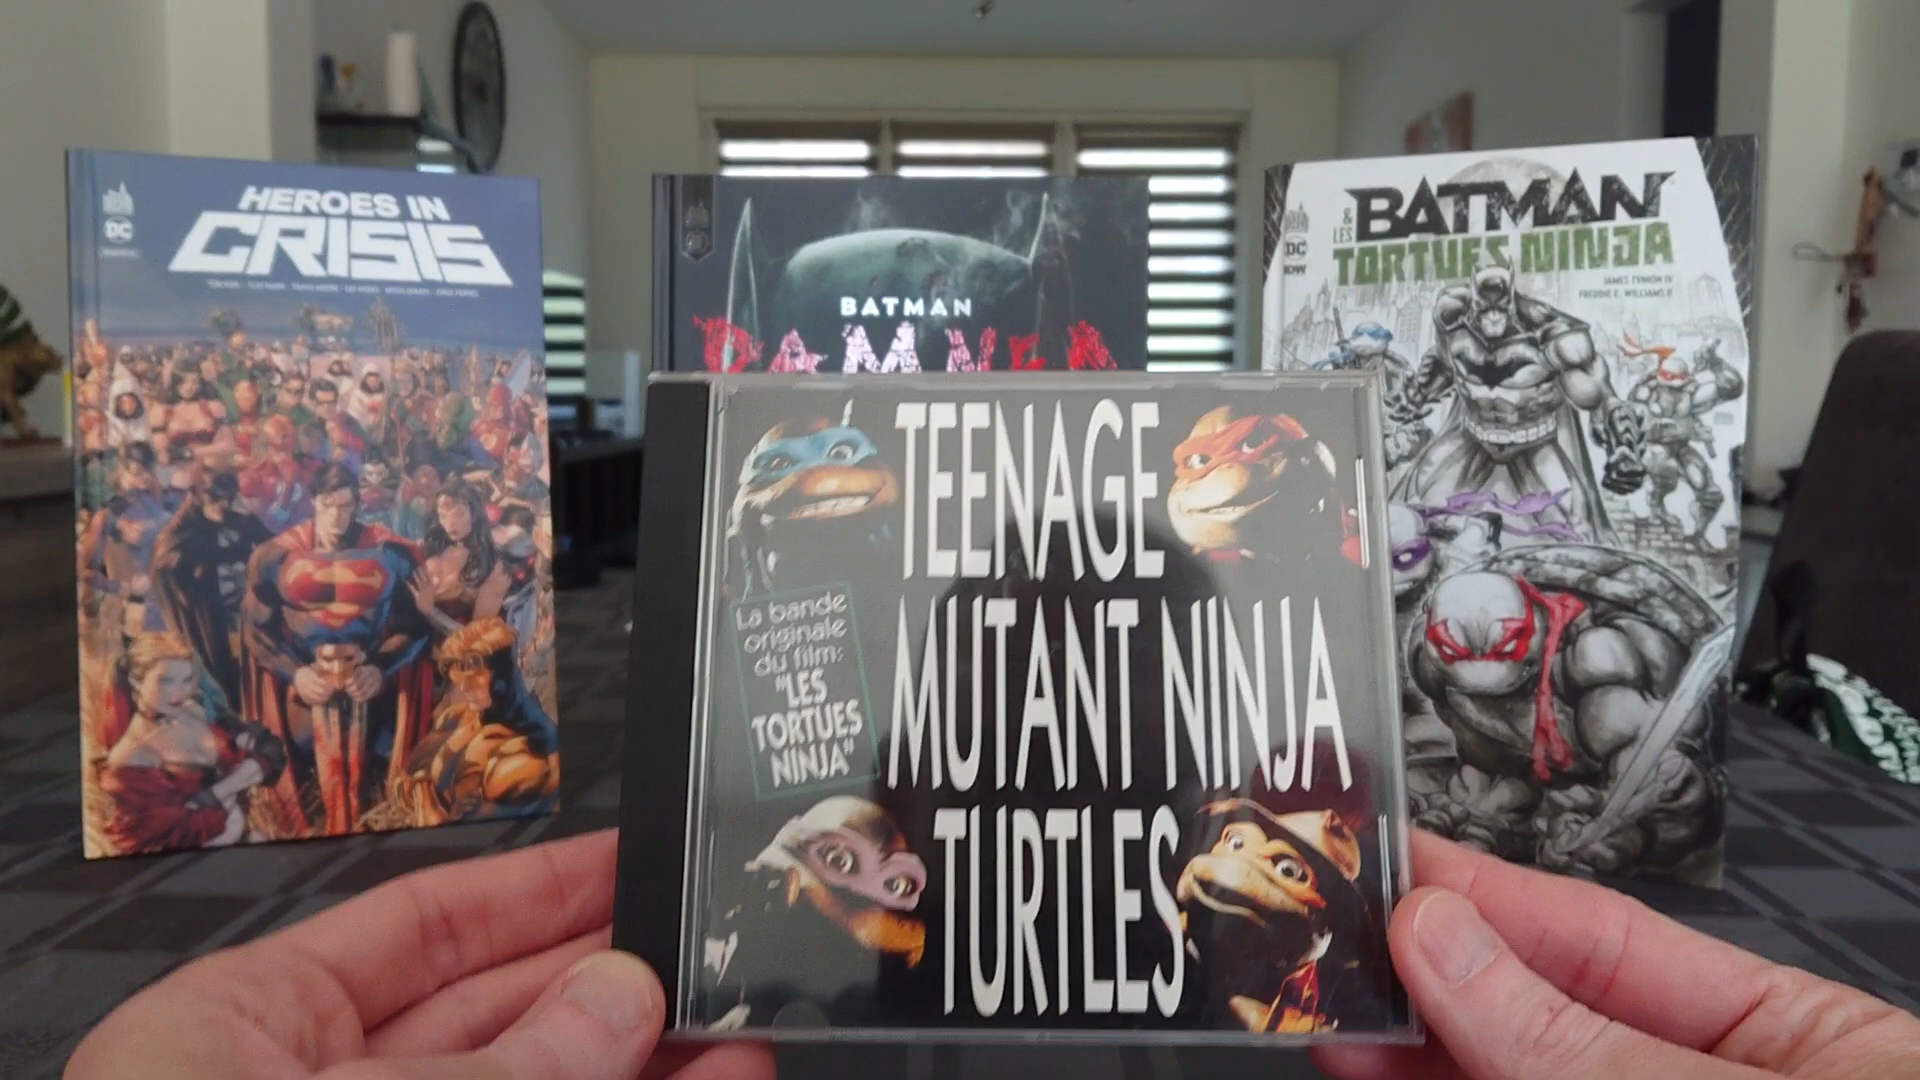 HEROES IN
CRISIS
DC
BATMAN
DAMNED
BATMAN
& LES
TORTUES NINJA
JAMES TYNION IV
FREDDIE E. WILLIAMS II
DC
IDW
TEENAGE
MUTANT NINJA
TURTLES
La bande
originale
du film:
"LES
TORTUES
NINJA"